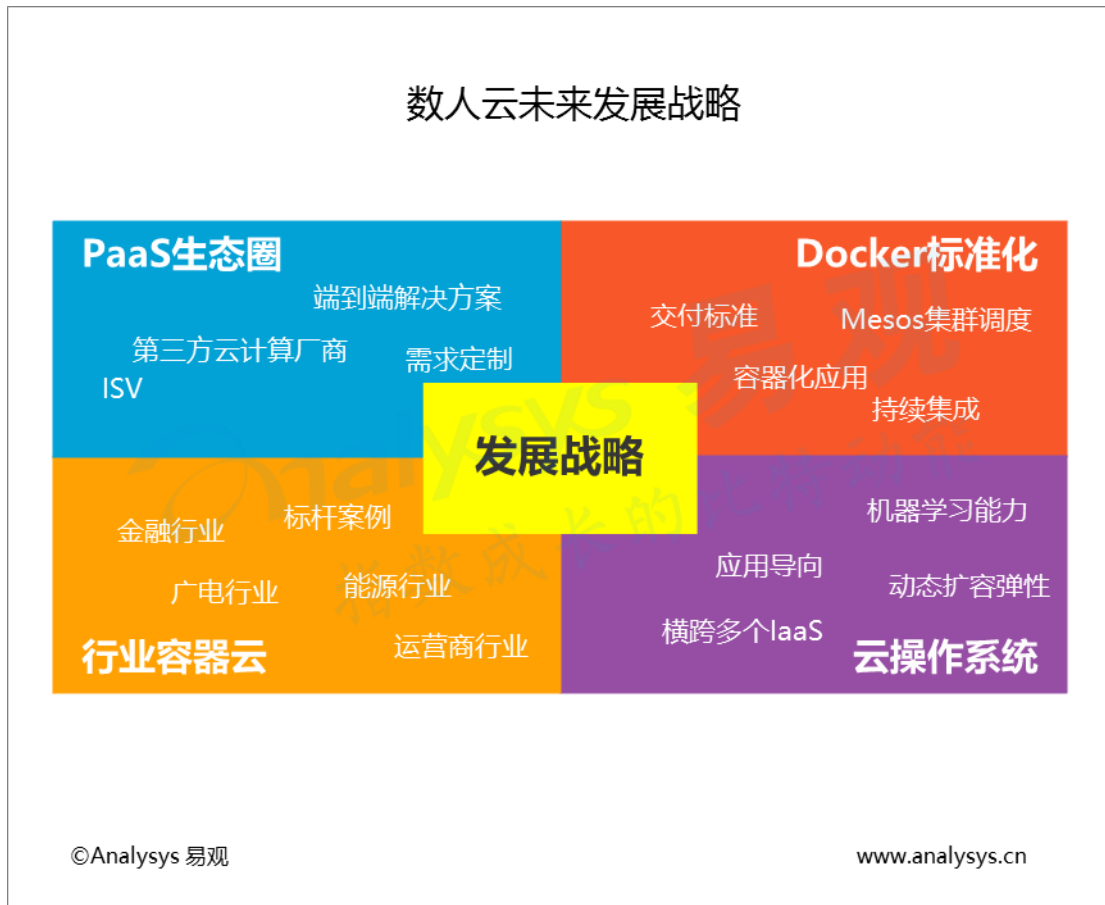 数人云未来发展战略
PaaS生态圈
端到端解决方案
第三方云计算厂商
需求定制
ISV
Docker标准化
交付标准
Mesos集群调度
容器化应用
持续集成
发展战略
金融行业
标杆案例
广电行业
能源行业
行业容器云
运营商行业
机器学习能力
应用导向
动态扩容弹性
横跨多个IaaS
云操作系统
Analysys 易观
©Analysys 易观
www.analysys.cn